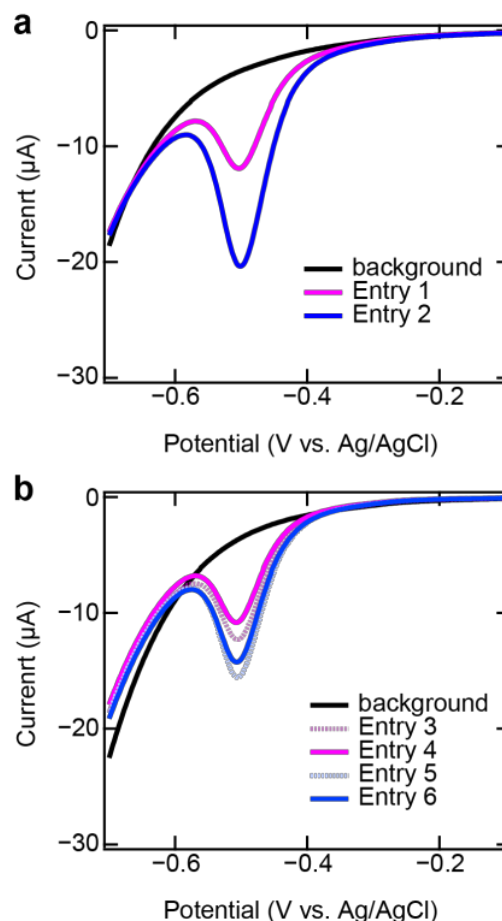 a
0
−10
−20
−30
Currenrt (µA)
background
Entry 1
Entry 2
−0.6 −0.4 −0.2
Potential (V vs. Ag/AgCl)
b
0
−10
−20
−30
Currenrt (µA)
background
Entry 3
Entry 4
Entry 5
Entry 6
−0.6 −0.4 −0.2
Potential (V vs. Ag/AgCl)